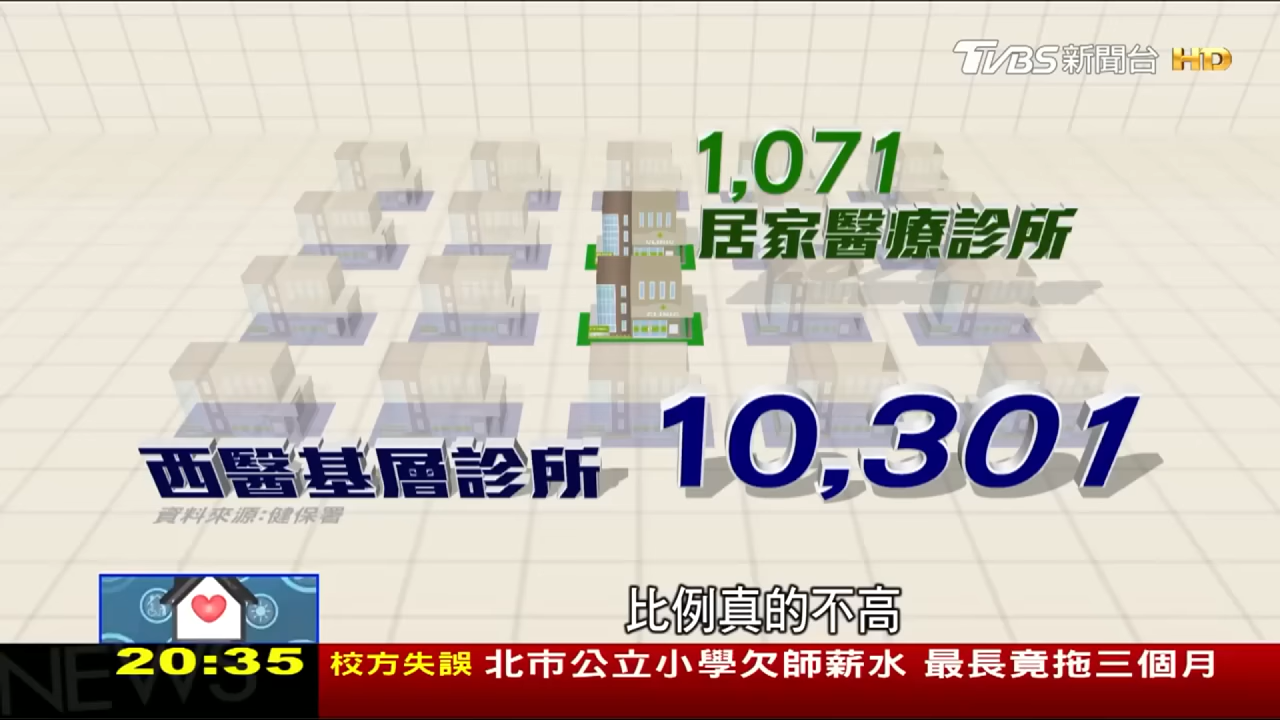 TVBS新聞台 HD
1,071
居家醫療診所
CLINIC
CLINIC
10,301
西醫基層診所
資料來源:健保署
比例真的不高
NEWS
20:35
校方失誤 北市公立小學欠師薪水 最長竟拖三個月